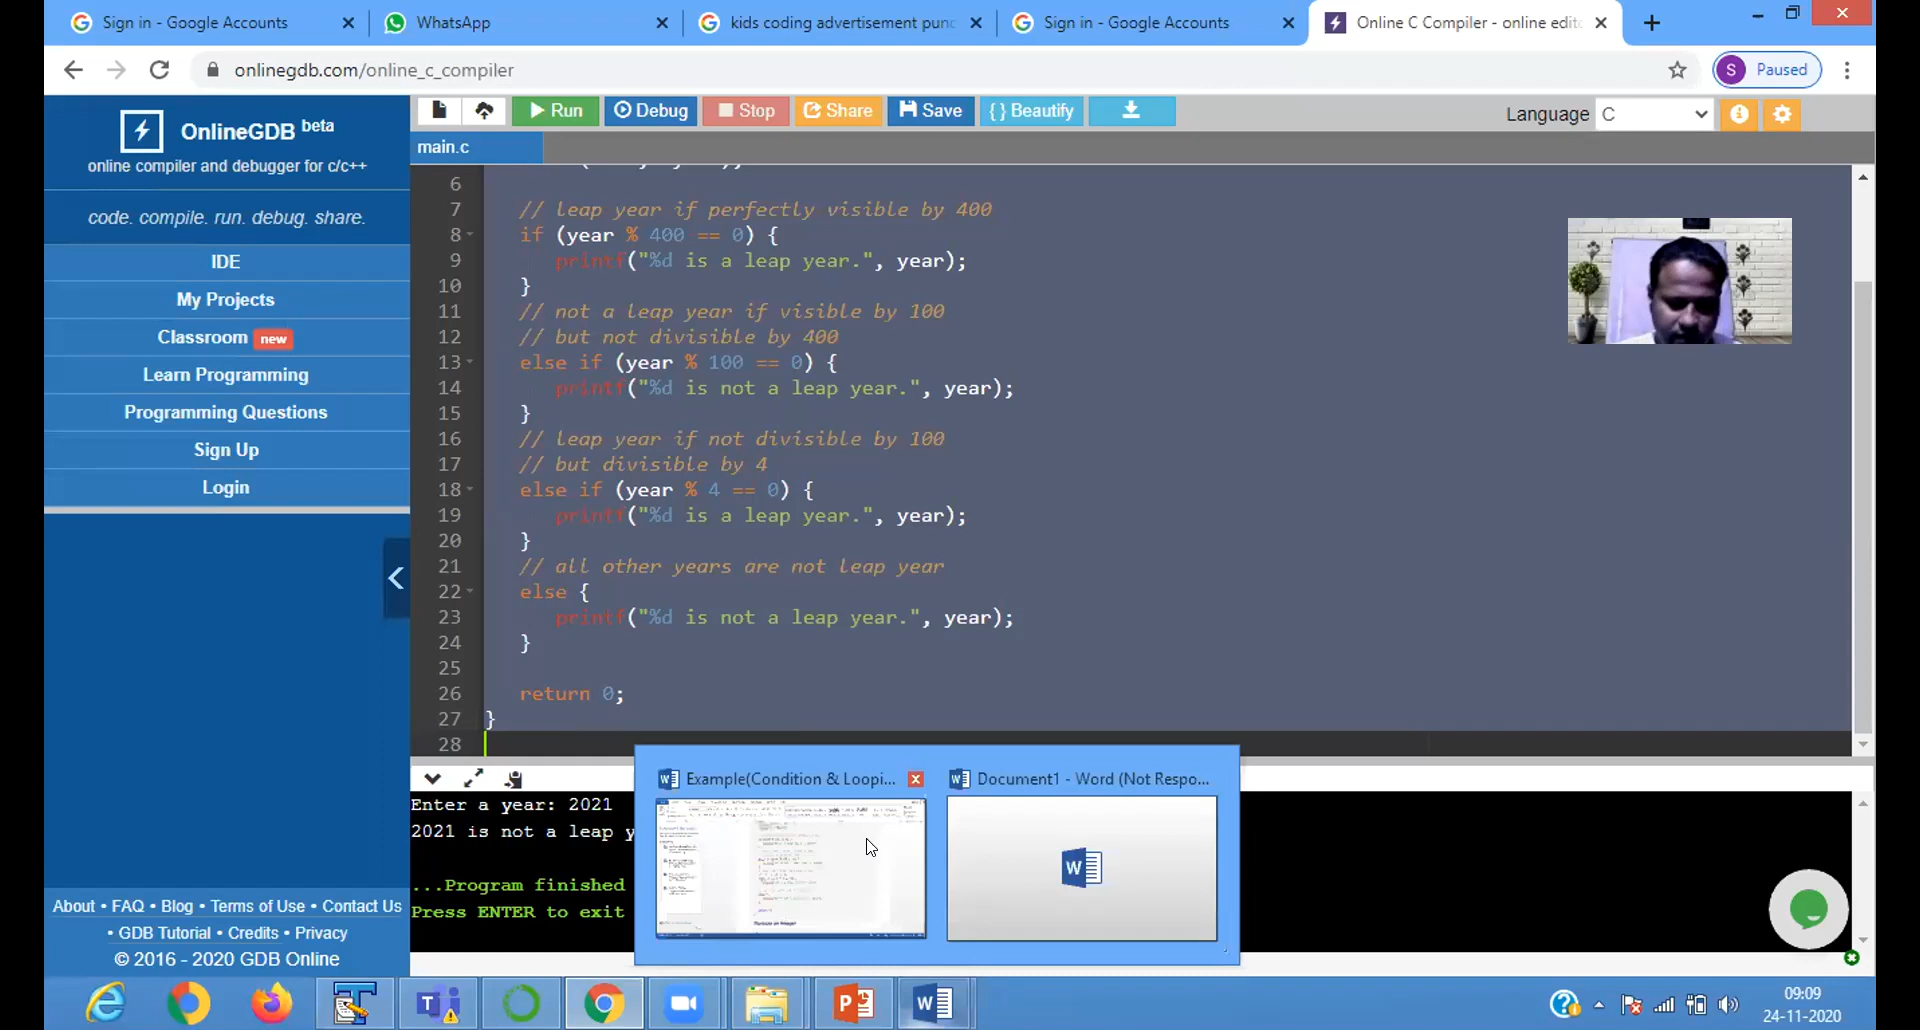 Sign in - Google Accounts
WhatsApp
kids coding advertisement punc
Sign in - Google Accounts
Online C Compiler - online edit
onlinegdb.com/online_c_compiler
S Paused
OnlineGDB beta
online compiler and debugger for c/c++
code. compile. run. debug. share.
IDE
My Projects
Classroom new
Learn Programming
Programming Questions
Sign Up
Login
About • FAQ • Blog • Terms of Use • Contact Us
• GDB Tutorial • Credits • Privacy
© 2016 - 2020 GDB Online
Run Debug Stop Share Save { } Beautify
Language C
main.c
6
7 // leap year if perfectly visible by 400
8 if (year % 400 == 0) {
9 printf("%d is a leap year.", year);
10 }
11 // not a leap year if visible by 100
12 // but not divisible by 400
13 else if (year % 100 == 0) {
14 printf("%d is not a leap year.", year);
15 }
16 // leap year if not divisible by 100
17 // but divisible by 4
18 else if (year % 4 == 0) {
19 printf("%d is a leap year.", year);
20 }
21 // all other years are not leap year
22 else {
23 printf("%d is not a leap year.", year);
24 }
25
26 return 0;
27 }
28
Enter a year: 2021
2021 is not a leap y
...Program finished
Press ENTER to exit
Example(Condition & Loopi...
Document1 - Word (Not Respo...
09:09
24-11-2020